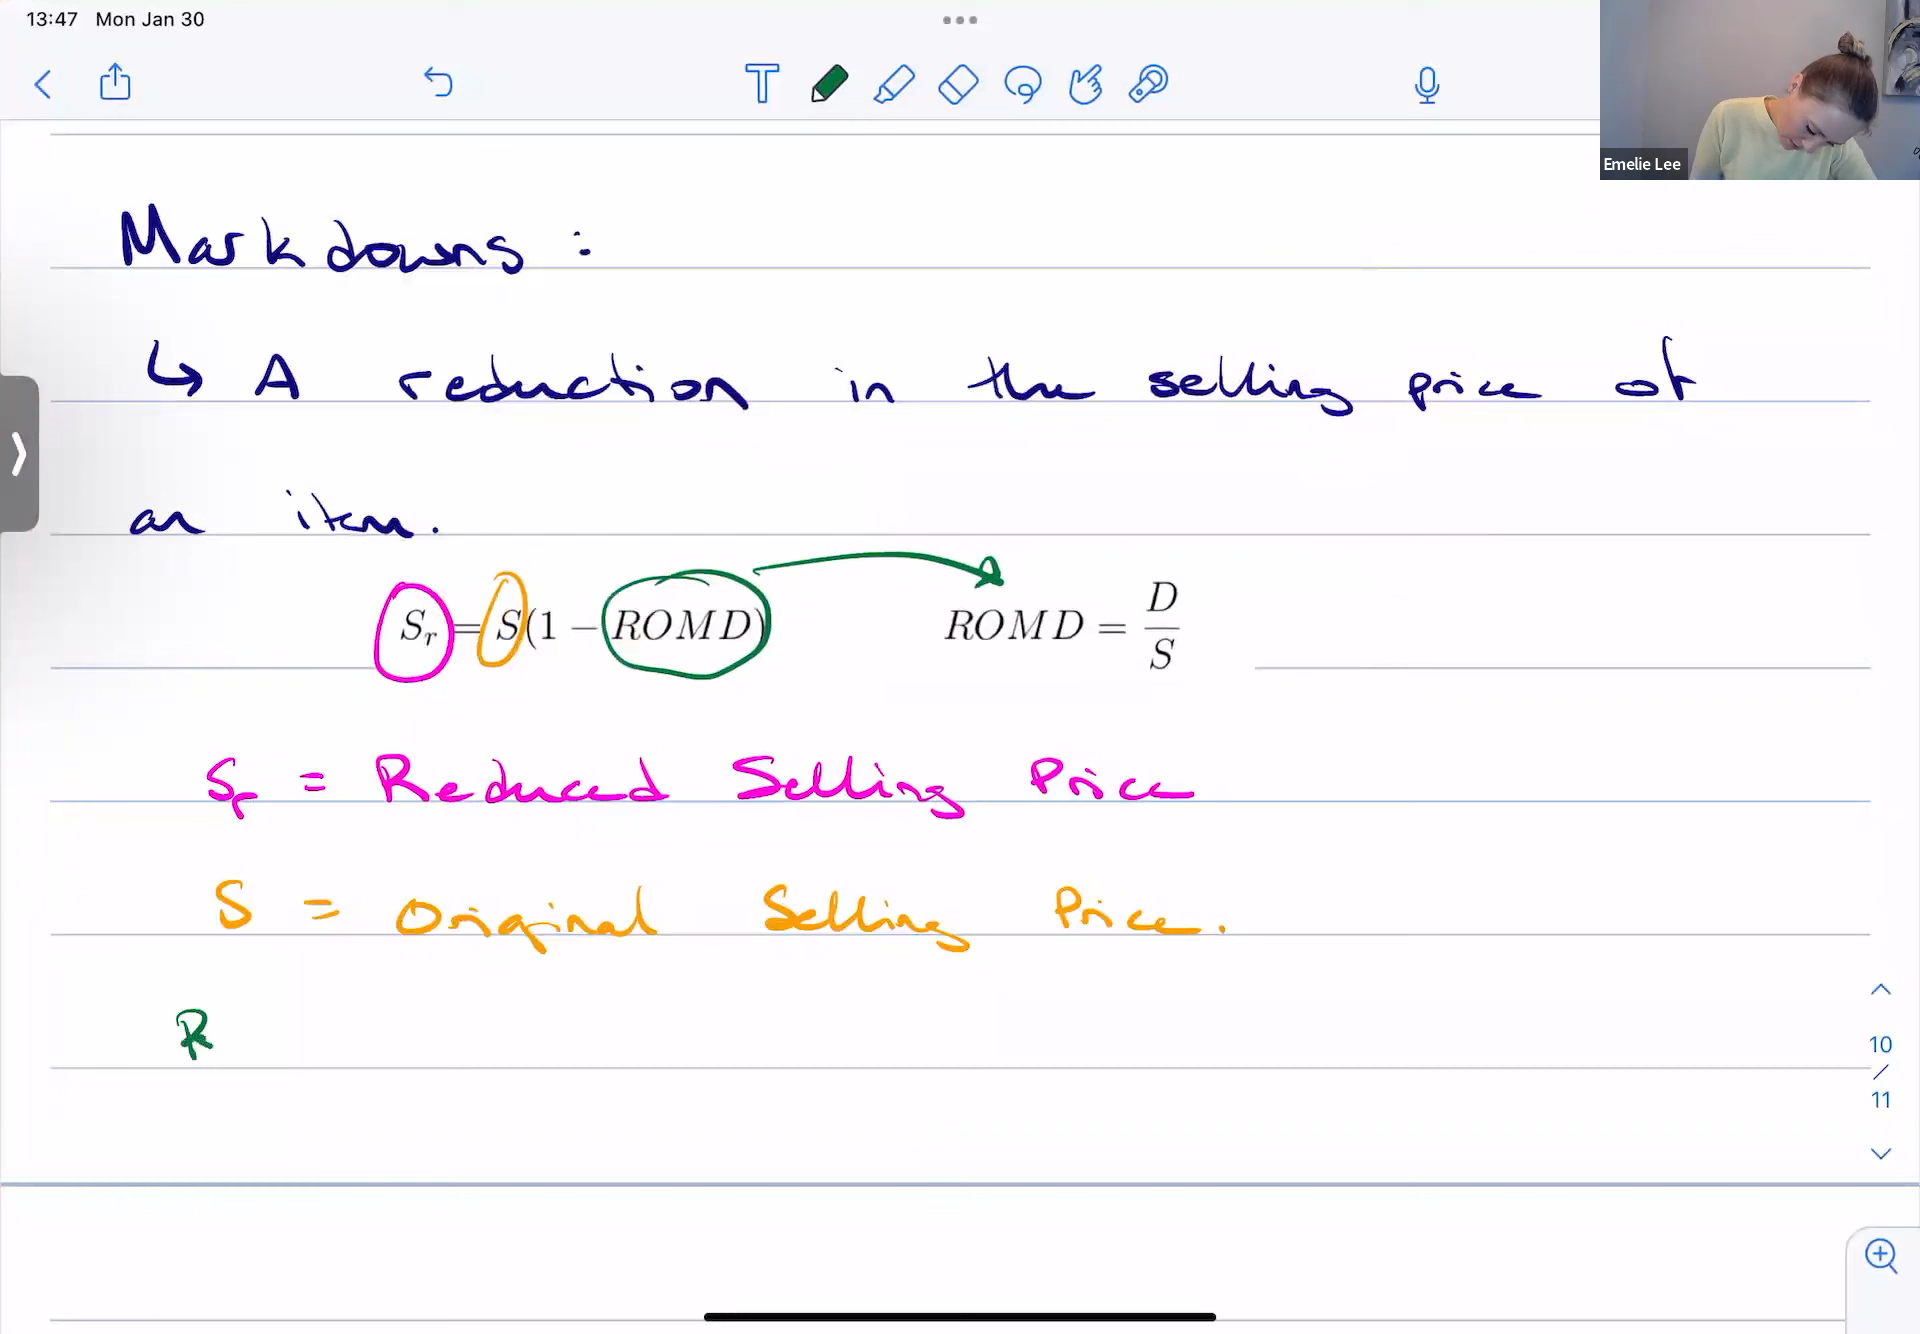 13:47 Mon Jan 30
Emelie Lee
Markdowns :
↳ A reduction in the selling price of
an item.
S_r = S(1 − ROMD) ROMD = D/S
S_r = Reduced Selling Price
S = Original Selling Price.
R
10
/
11